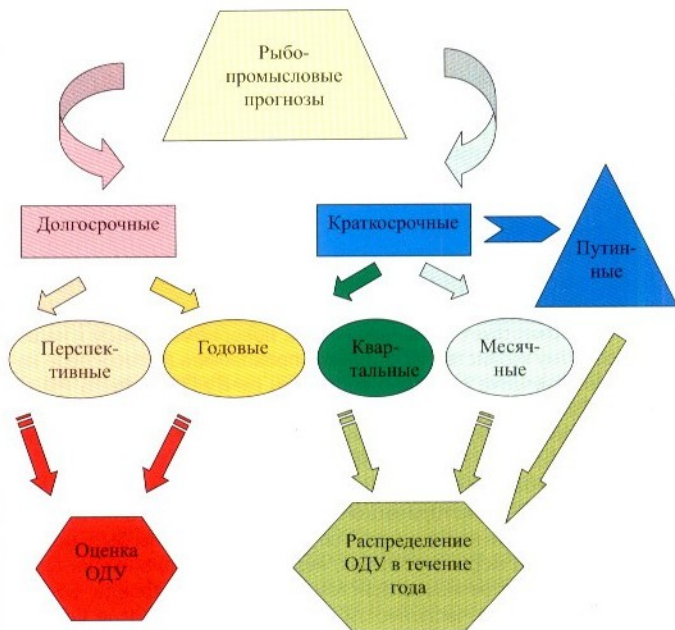 Рыбо-
промысловые
прогнозы
Долгосрочные
Краткосрочные
Путин-
ные
Перспек-
тивные
Годовые
Квар-
тальные
Месяч-
ные
Оценка
ОДУ
Распределение
ОДУ в течение
года